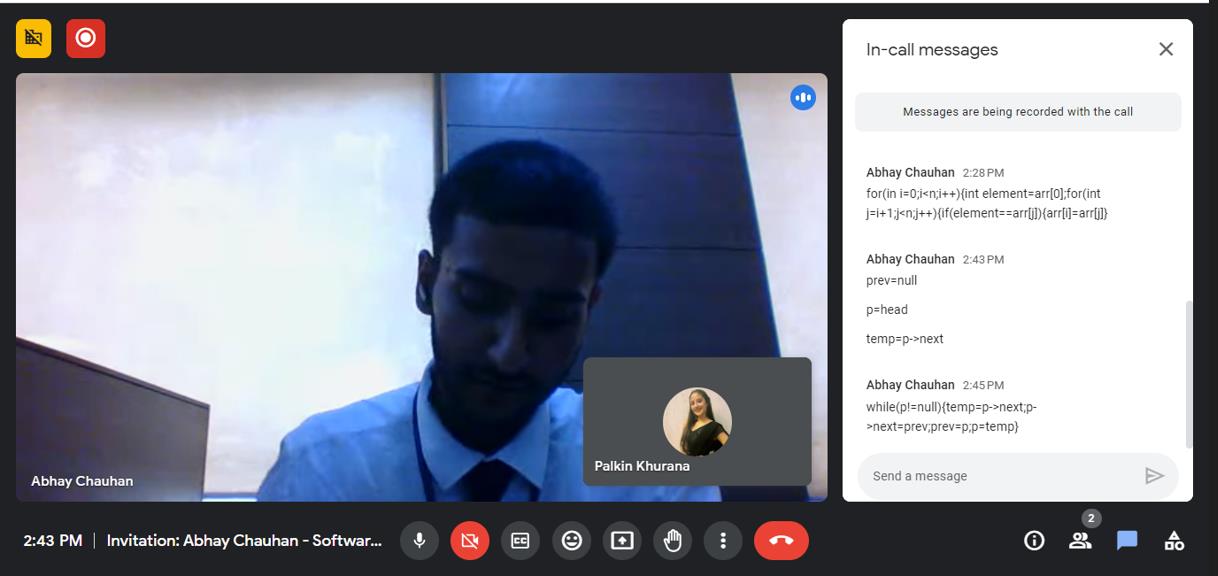 In-call messages
Messages are being recorded with the call
Abhay Chauhan 2:28 PM
for(in i=0;i<n;i++){int element=arr[0];for(int
j=i+1;j<n;j++){if(element==arr[j]){arr[i]=arr[j]}
Abhay Chauhan 2:43 PM
prev=null
p=head
temp=p->next
Abhay Chauhan 2:45 PM
while(p!=null){temp=p->next;p-
>next=prev;prev=p;p=temp}
Send a message
Palkin Khurana
Abhay Chauhan
2:43 PM | Invitation: Abhay Chauhan - Softwar...
CC
2